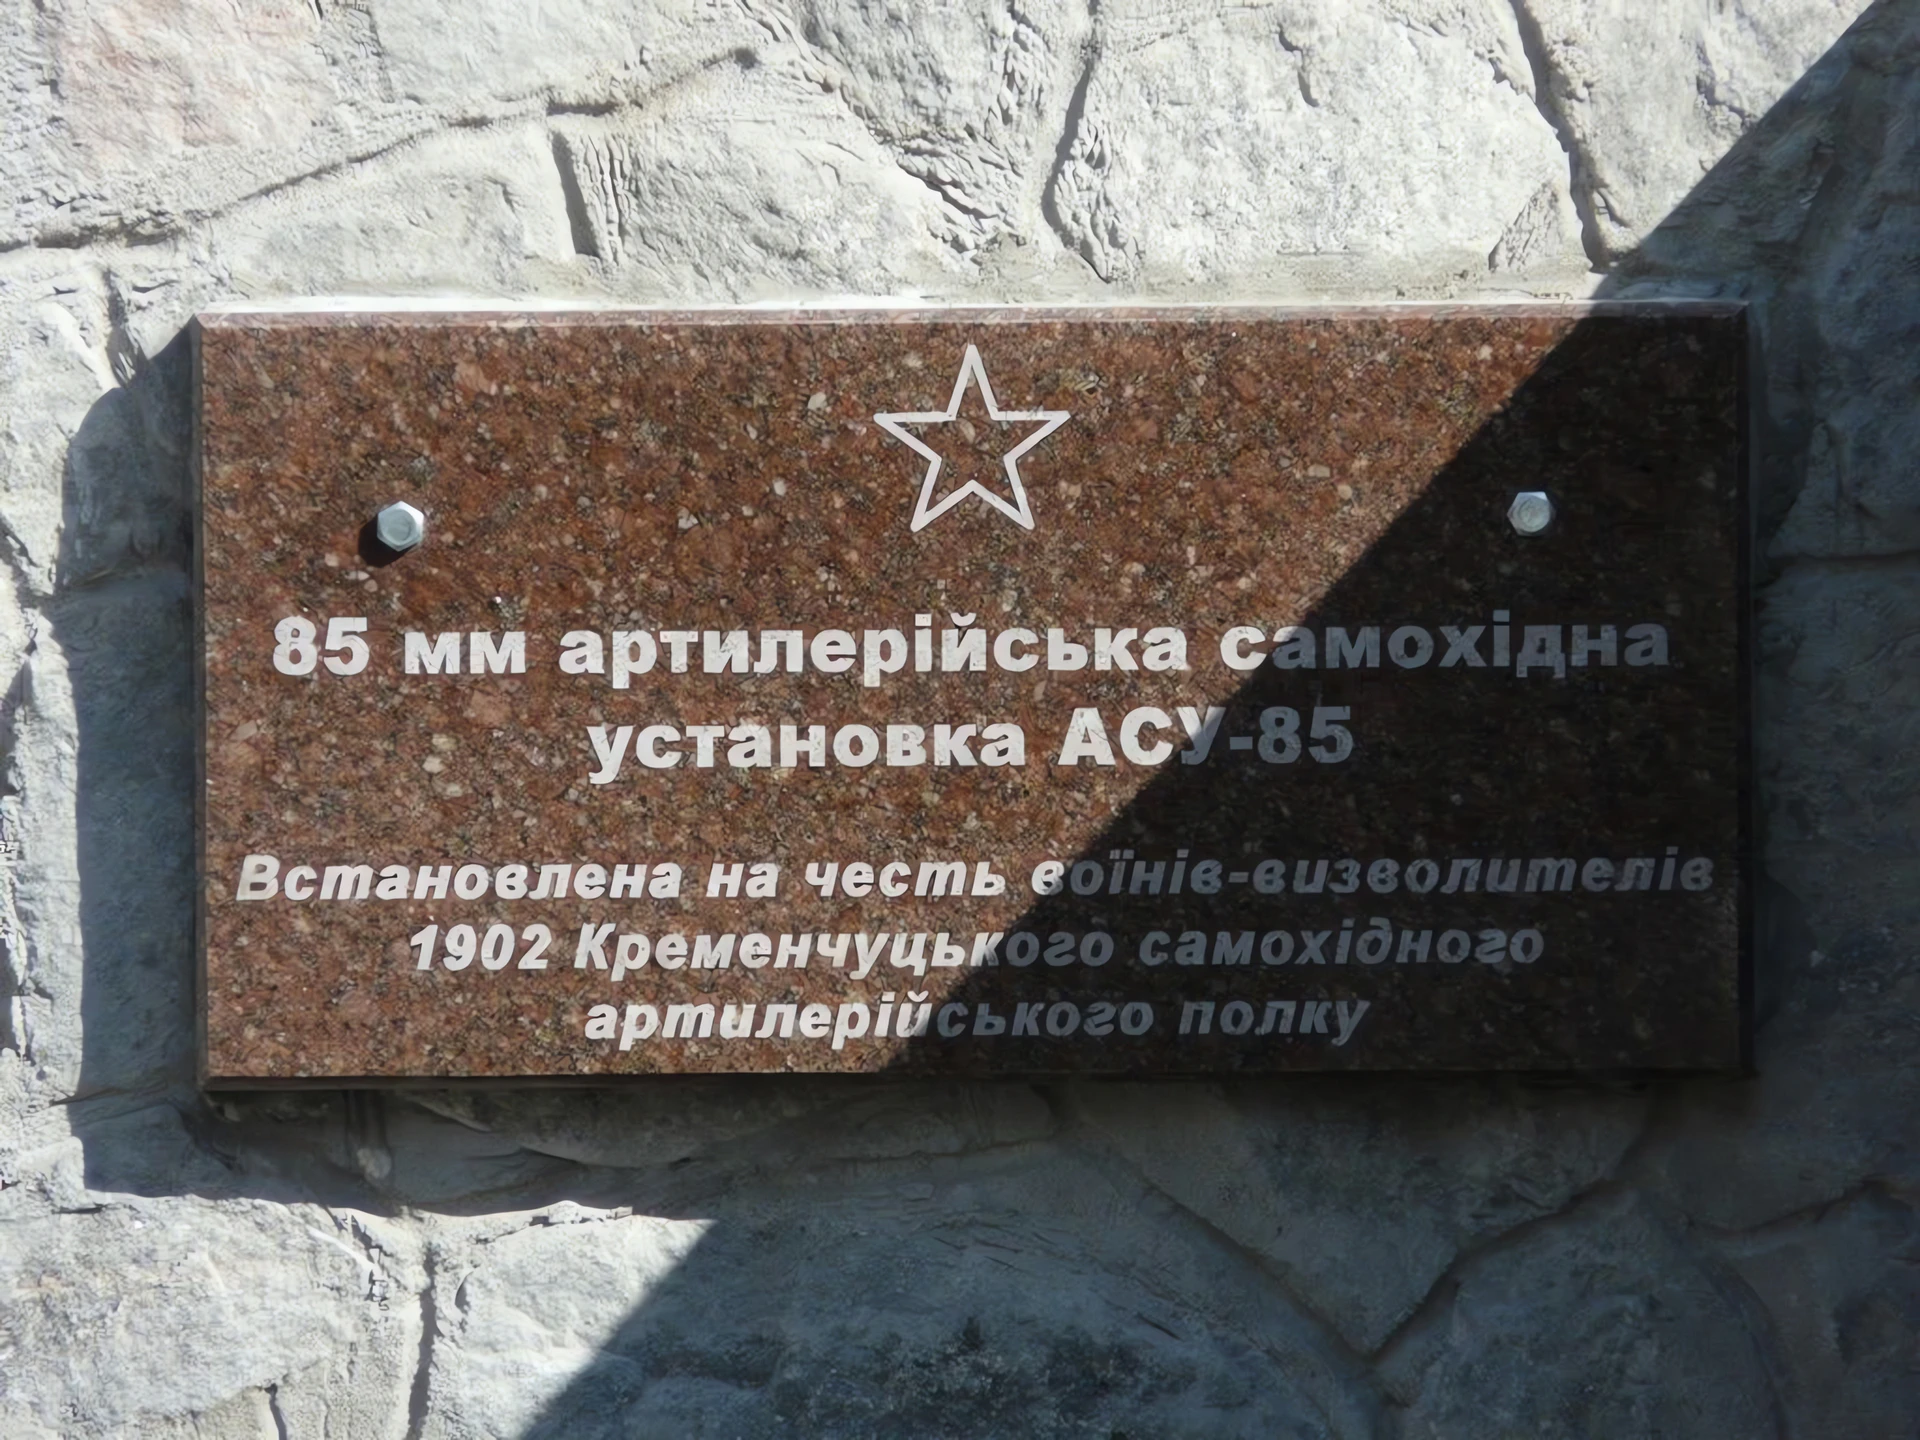 85 мм артилерійська самохідна
установка АСУ-85
Встановлена на честь воїнів-визволителів
1902 Кременчуцького самохідного
артилерійського полку